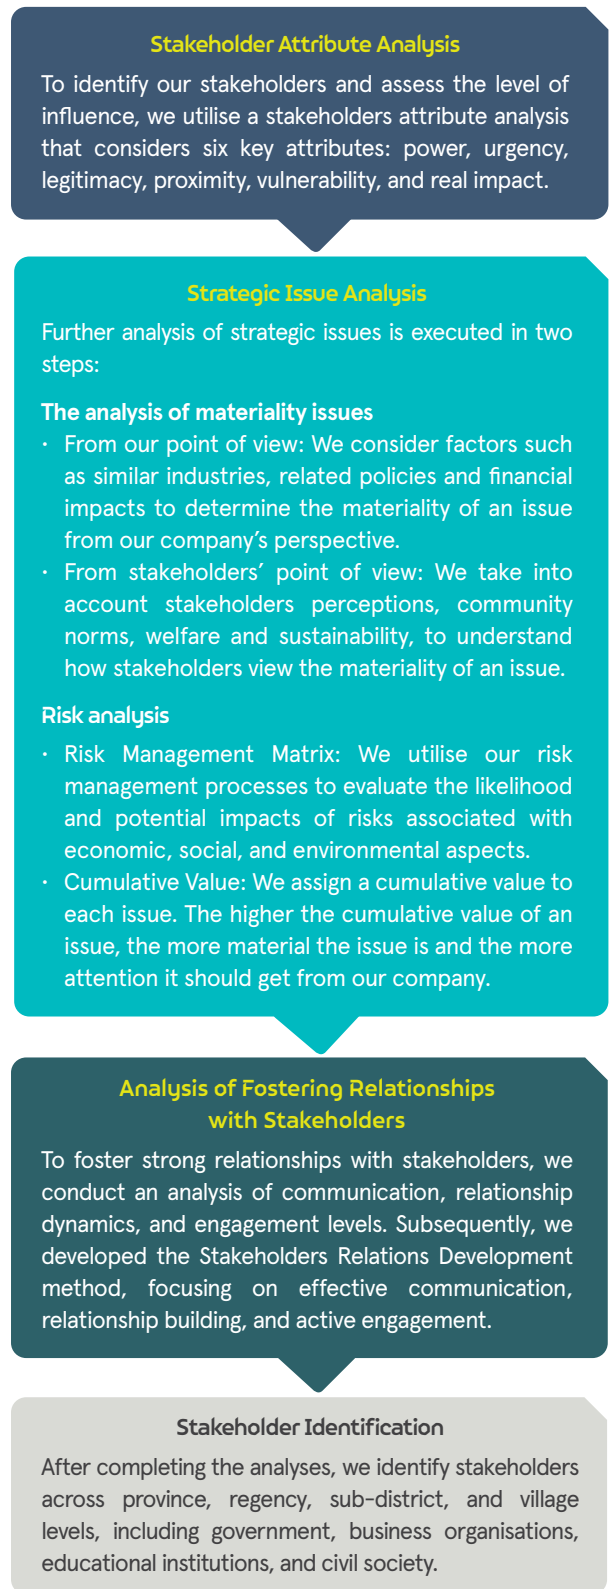 Stakeholder Attribute Analysis
To identify our stakeholders and assess the level of
influence, we utilise a stakeholders attribute analysis
that considers six key attributes: power, urgency,
legitimacy, proximity, vulnerability, and real impact.
Strategic Issue Analysis
Further analysis of strategic issues is executed in two
steps:
The analysis of materiality issues
• From our point of view: We consider factors such
as similar industries, related policies and financial
impacts to determine the materiality of an issue
from our company's perspective.
• From stakeholders' point of view: We take into
account stakeholders perceptions, community
norms, welfare and sustainability, to understand
how stakeholders view the materiality of an issue.
Risk analysis
• Risk Management Matrix: We utilise our risk
management processes to evaluate the likelihood
and potential impacts of risks associated with
economic, social, and environmental aspects.
• Cumulative Value: We assign a cumulative value to
each issue. The higher the cumulative value of an
issue, the more material the issue is and the more
attention it should get from our company.
Analysis of Fostering Relationships
with Stakeholders
To foster strong relationships with stakeholders, we
conduct an analysis of communication, relationship
dynamics, and engagement levels. Subsequently, we
developed the Stakeholders Relations Development
method, focusing on effective communication,
relationship building, and active engagement.
Stakeholder Identification
After completing the analyses, we identify stakeholders
across province, regency, sub-district, and village
levels, including government, business organisations,
educational institutions, and civil society.